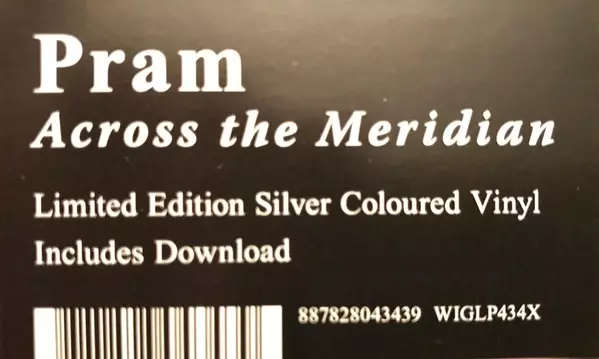 Pram
Across the Meridian
Limited Edition Silver Coloured Vinyl
Includes Download
887828043439 WIGLP434X